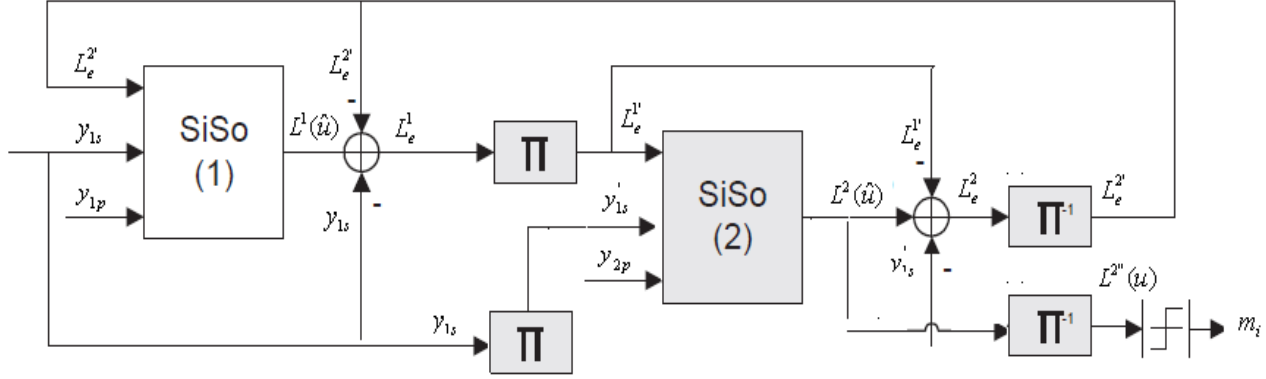 L_e^{2'}
y_{1s}
y_{1p}
SiSo
(1)
L^1(û)
L_e^{2'}
-
L_e^1
y_{1s}
-
Π
L_e^{1'}
y'_{1s}
y_{2p}
y_{1s}
Π
SiSo
(2)
L^2(û)
L_e^{1'}
-
L_e^2
y'_{1s}
-
Π^{-1}
L_e^{2'}
Π^{-1}
L^{2"}(u)
m_i